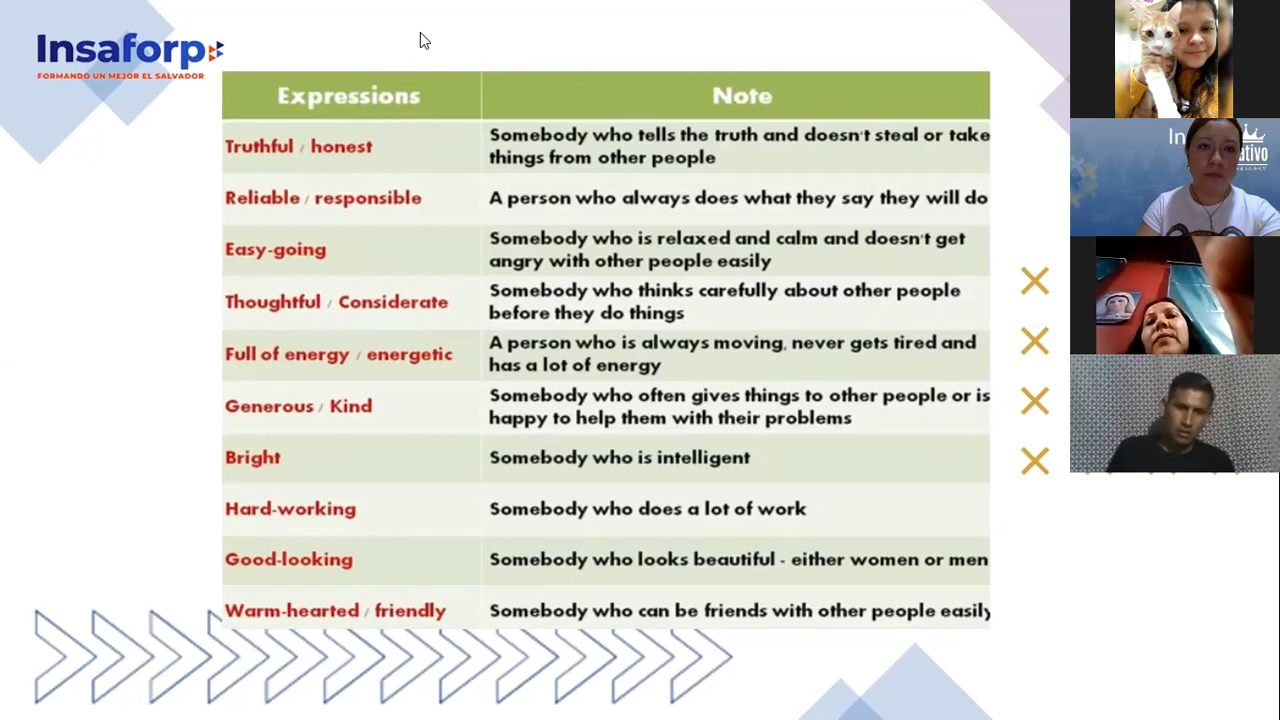 Insaforp
FORMANDO UN MEJOR EL SALVADOR
Expressions Note
Truthful / honest
Somebody who tells the truth and doesn't steal or take
things from other people
Reliable / responsible
A person who always does what they say they will do
Easy-going
Somebody who is relaxed and calm and doesn't get
angry with other people easily
Thoughtful / Considerate
Somebody who thinks carefully about other people
before they do things
Full of energy / energetic
A person who is always moving, never gets tired and
has a lot of energy
Generous / Kind
Somebody who often gives things to other people or is
happy to help them with their problems
Bright
Somebody who is intelligent
Hard-working
Somebody who does a lot of work
Good-looking
Somebody who looks beautiful - either women or men
Warm-hearted / friendly
Somebody who can be friends with other people easily
In
ativo